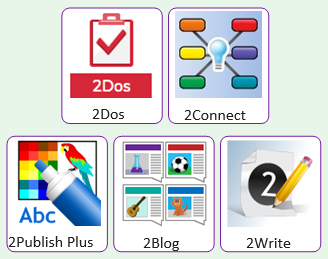 2Dos
2Dos
2Connect
Abc
2Publish Plus
2Blog
2
2Write